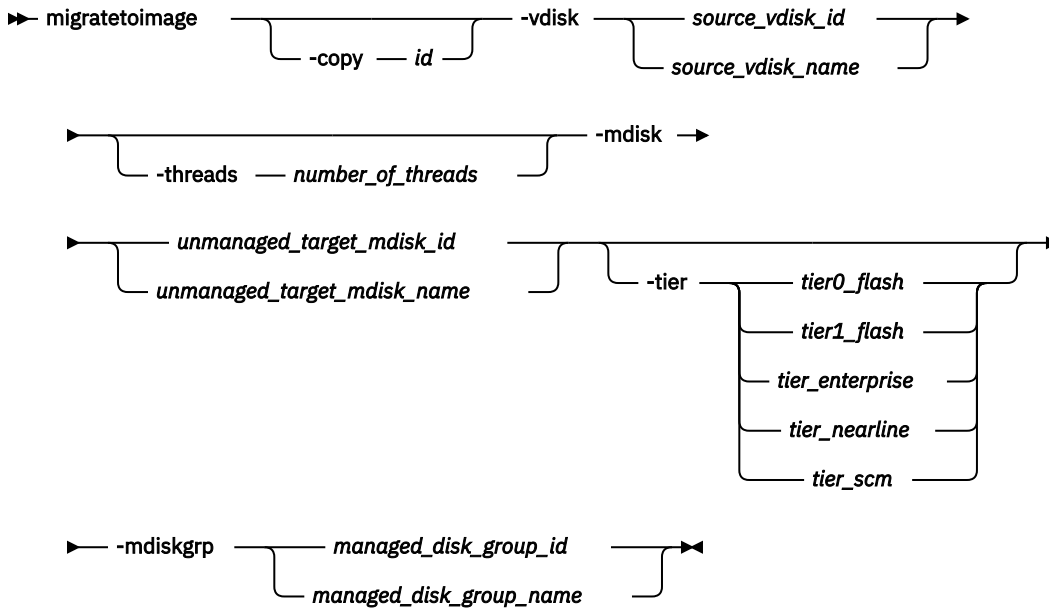 migratetoimage -vdisk source_vdisk_id
-copy id source_vdisk_name
-mdisk
-threads number_of_threads
unmanaged_target_mdisk_id
unmanaged_target_mdisk_name -tier tier0_flash
tier1_flash
tier_enterprise
tier_nearline
tier_scm
-mdiskgrp managed_disk_group_id
managed_disk_group_name